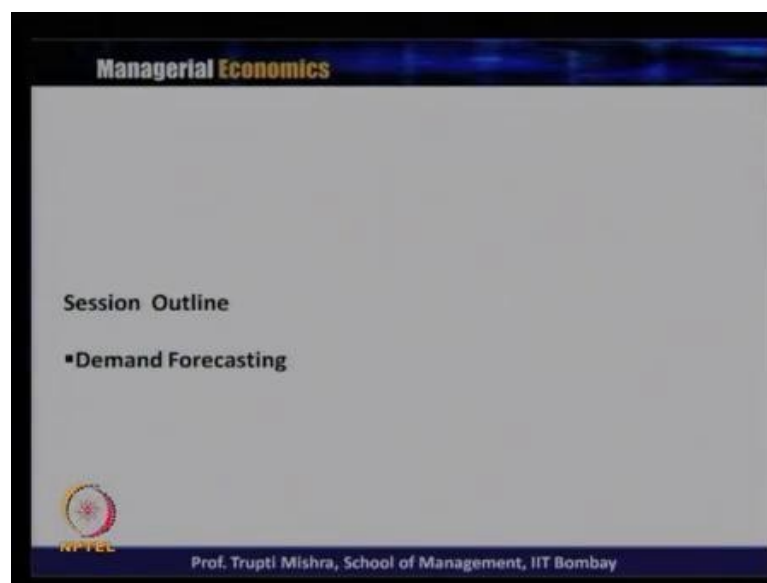 Managerial Economics
Session Outline
▪Demand Forecasting
NPTEL
Prof. Trupti Mishra, School of Management, IIT Bombay